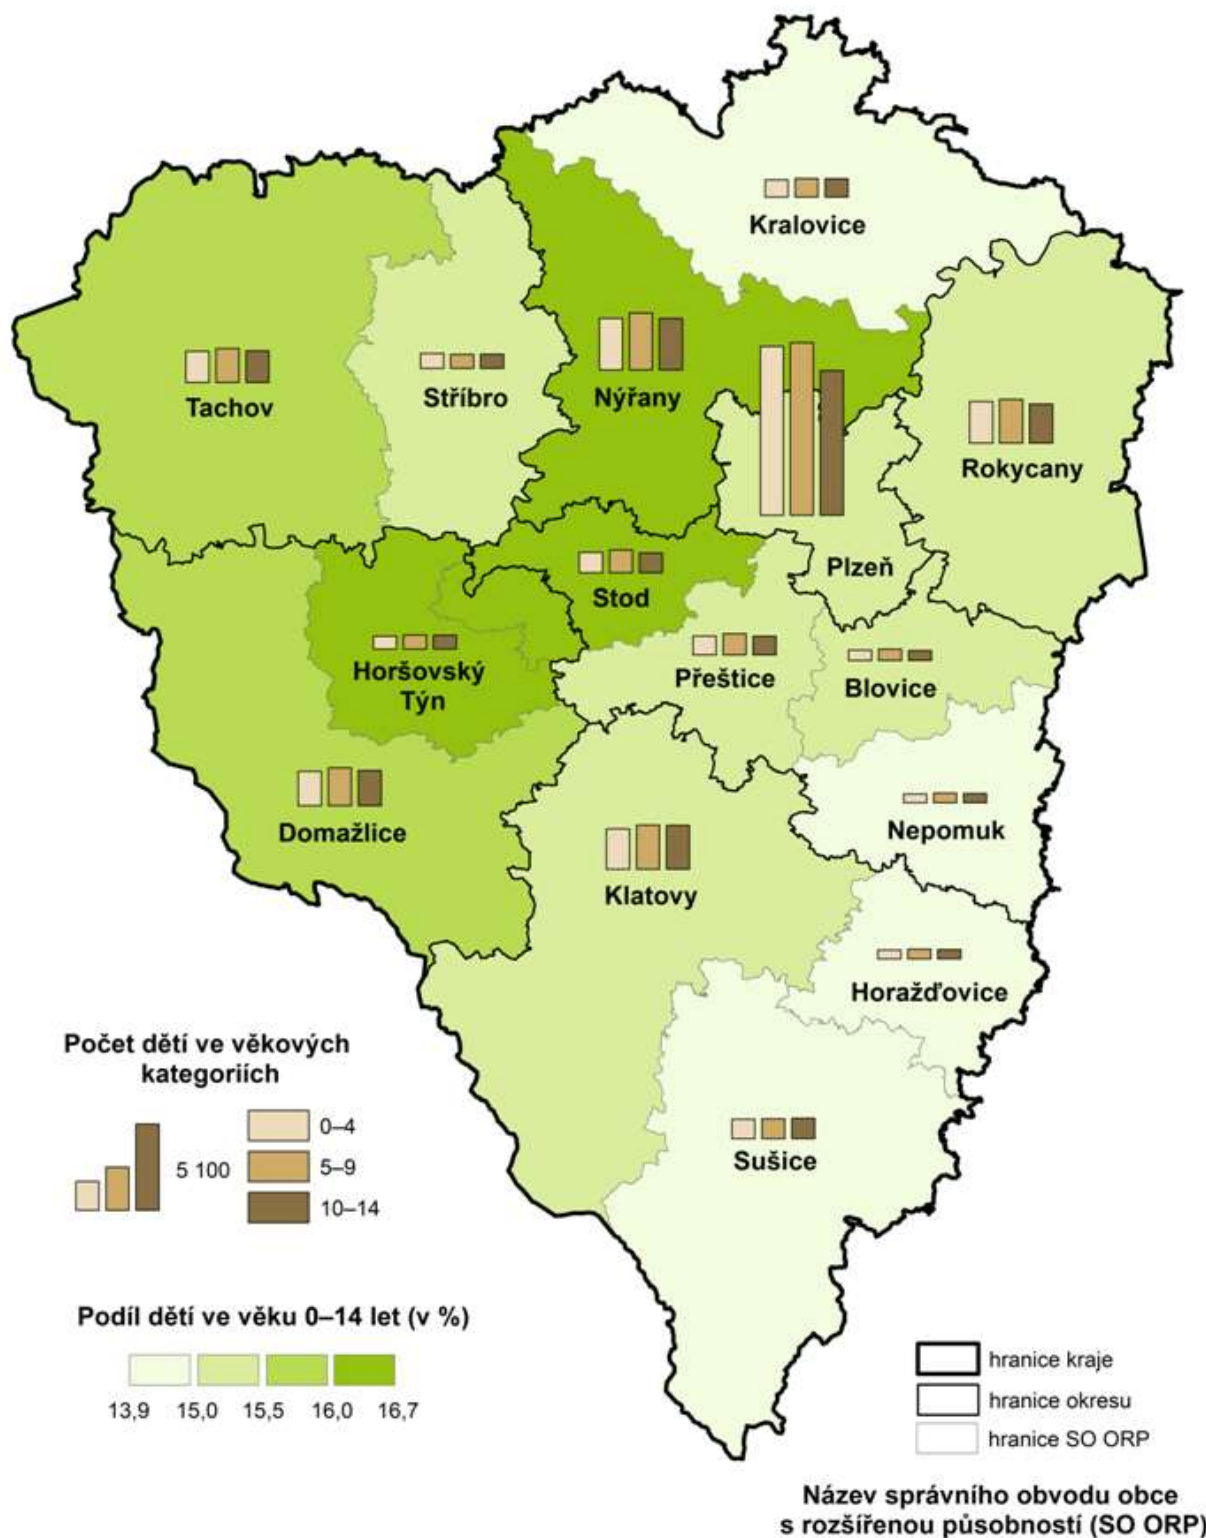 Kralovice
Tachov
Stříbro
Nýřany
Rokycany
Plzeň
Stod
Horšovský
Týn
Přeštice
Blovice
Domažlice
Nepomuk
Klatovy
Horažďovice
Sušice
Počet dětí ve věkových
kategoriích
5 100
0–4
5–9
10–14
Podíl dětí ve věku 0–14 let (v %)
13,9 15,0 15,5 16,0 16,7
hranice kraje
hranice okresu
hranice SO ORP
Název správního obvodu obce
s rozšířenou působností (SO ORP)